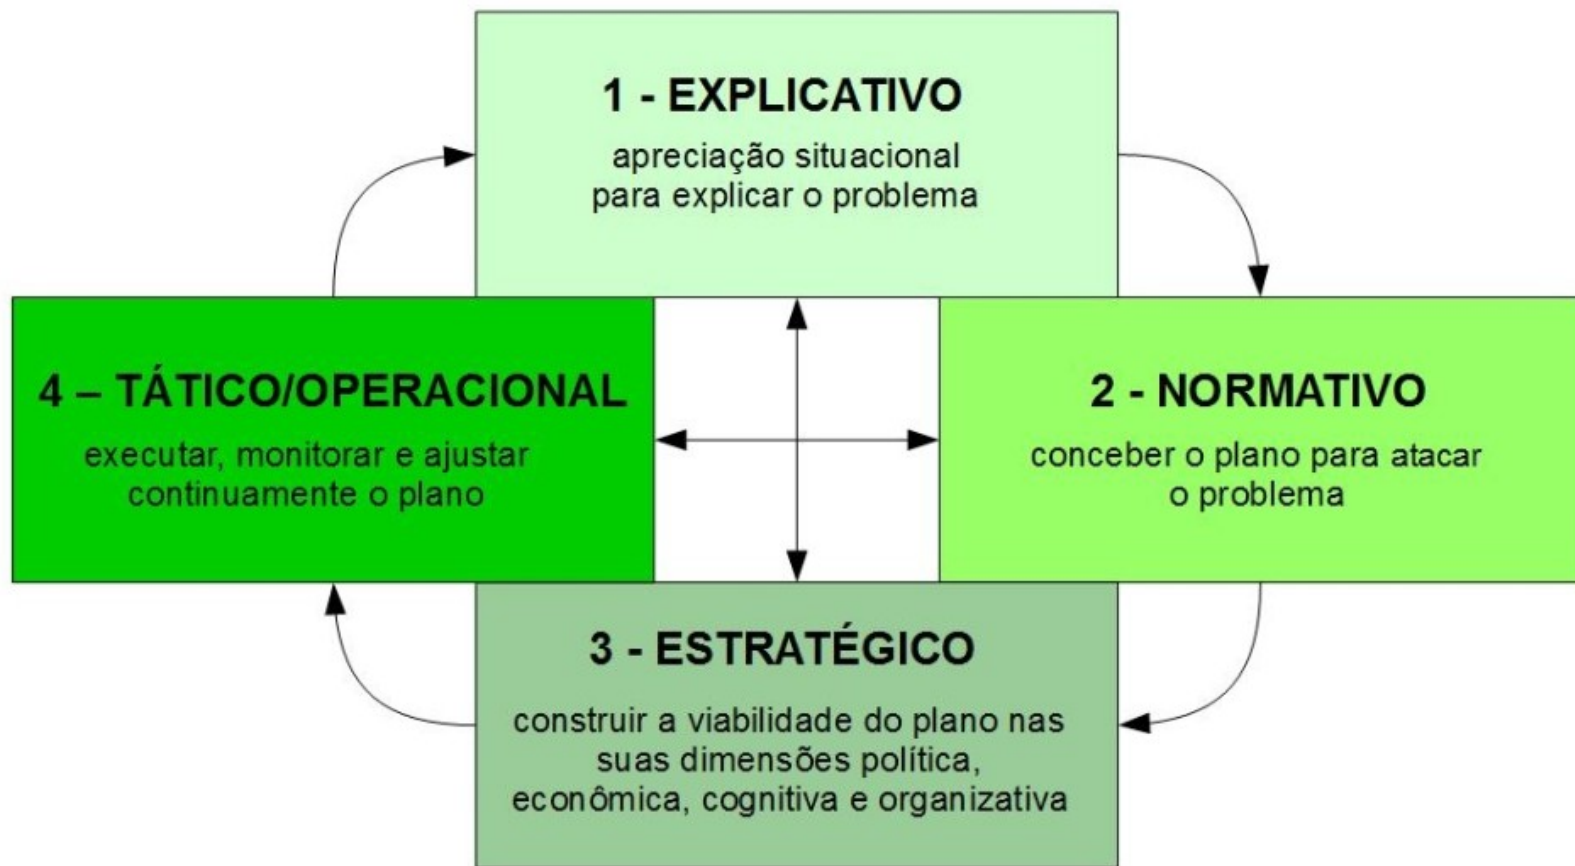 1 - EXPLICATIVO
apreciação situacional
para explicar o problema
4 – TÁTICO/OPERACIONAL
executar, monitorar e ajustar
continuamente o plano
2 - NORMATIVO
conceber o plano para atacar
o problema
3 - ESTRATÉGICO
construir a viabilidade do plano nas
suas dimensões política,
econômica, cognitiva e organizativa